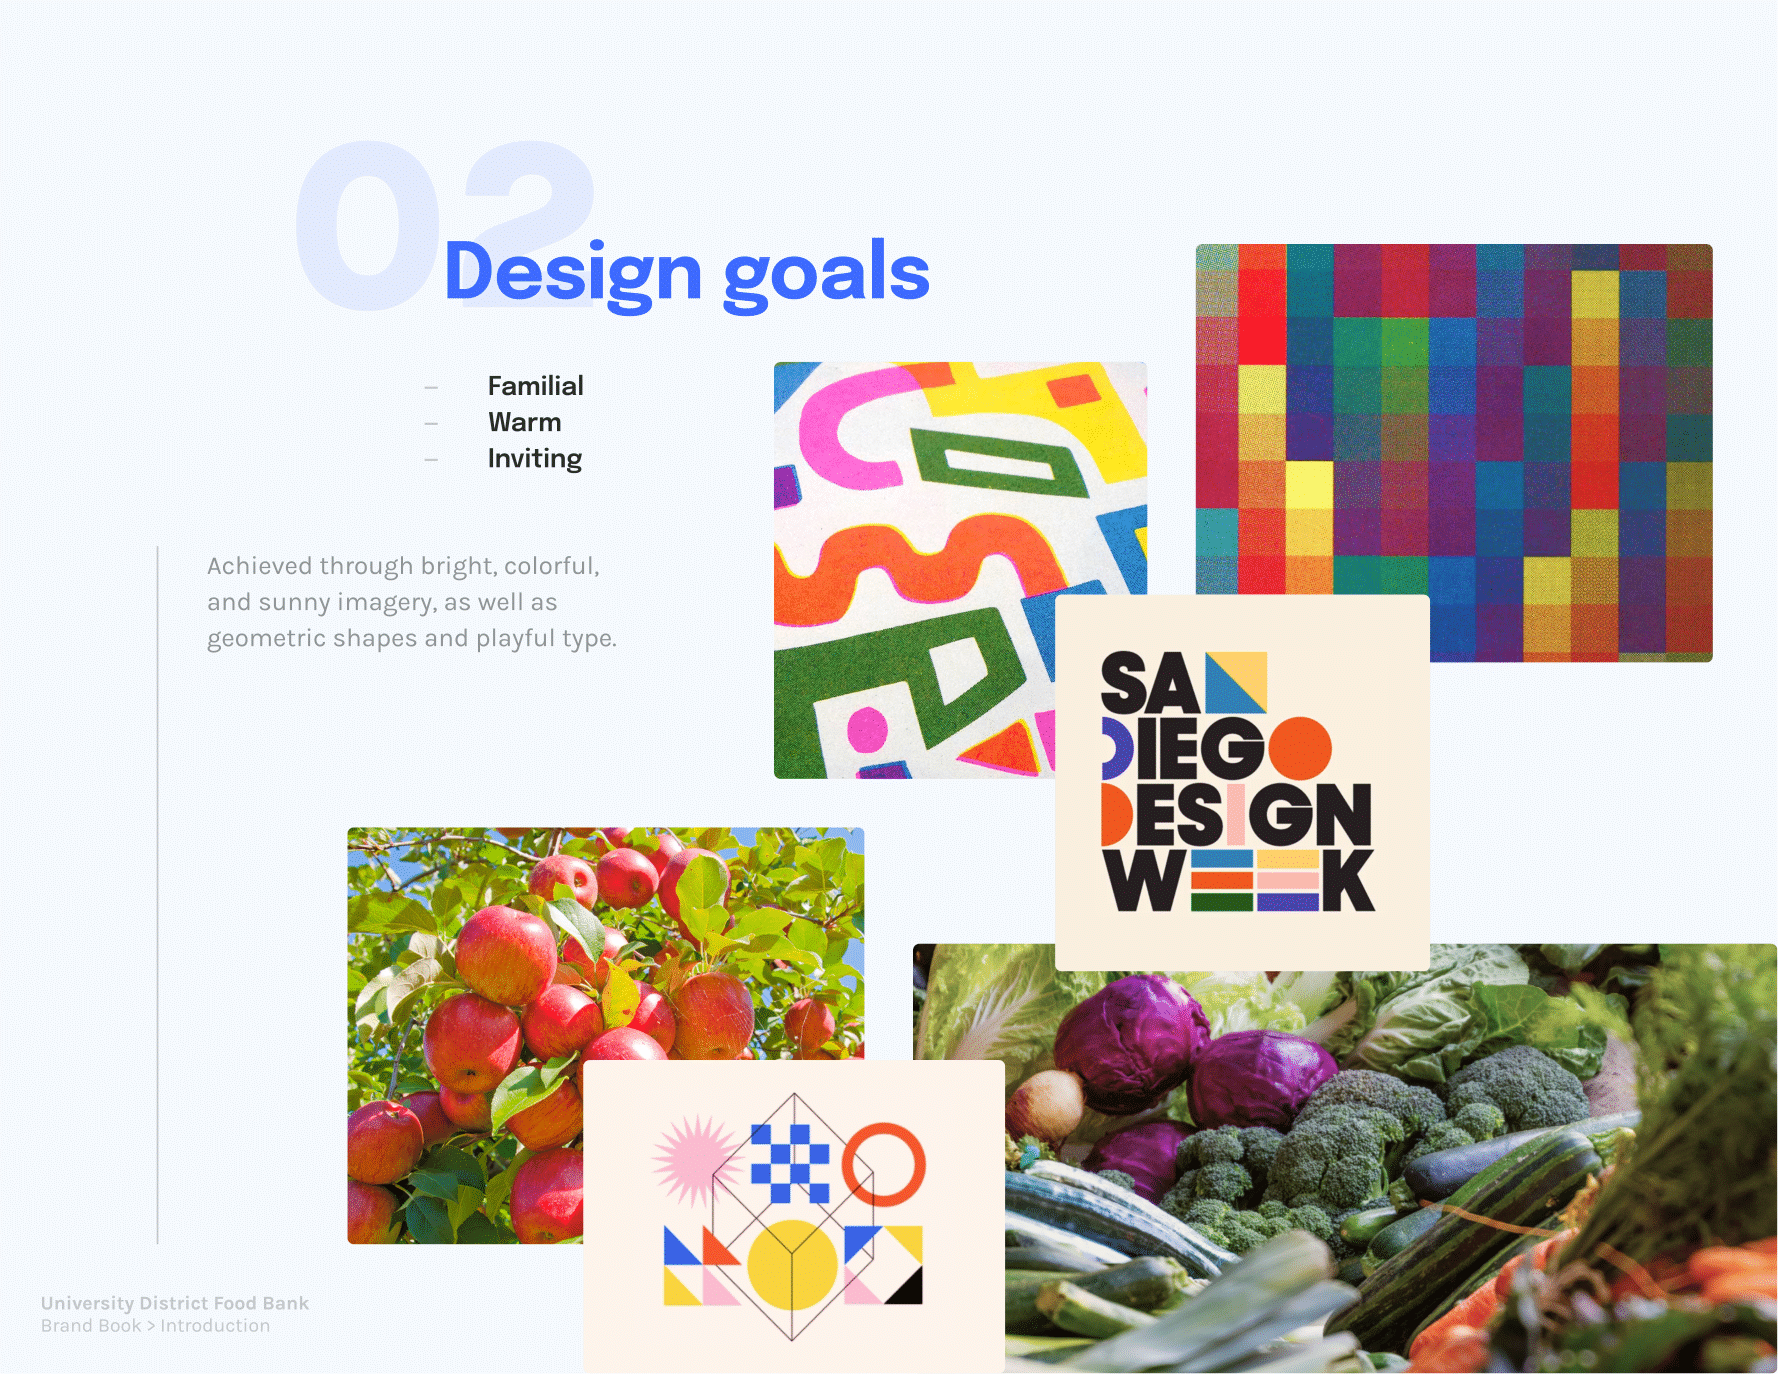 02
Design goals
– Familial
– Warm
– Inviting
Achieved through bright, colorful,
and sunny imagery, as well as
geometric shapes and playful type.
SAN
DIEGO
DESIGN
WEEK
University District Food Bank
Brand Book > Introduction